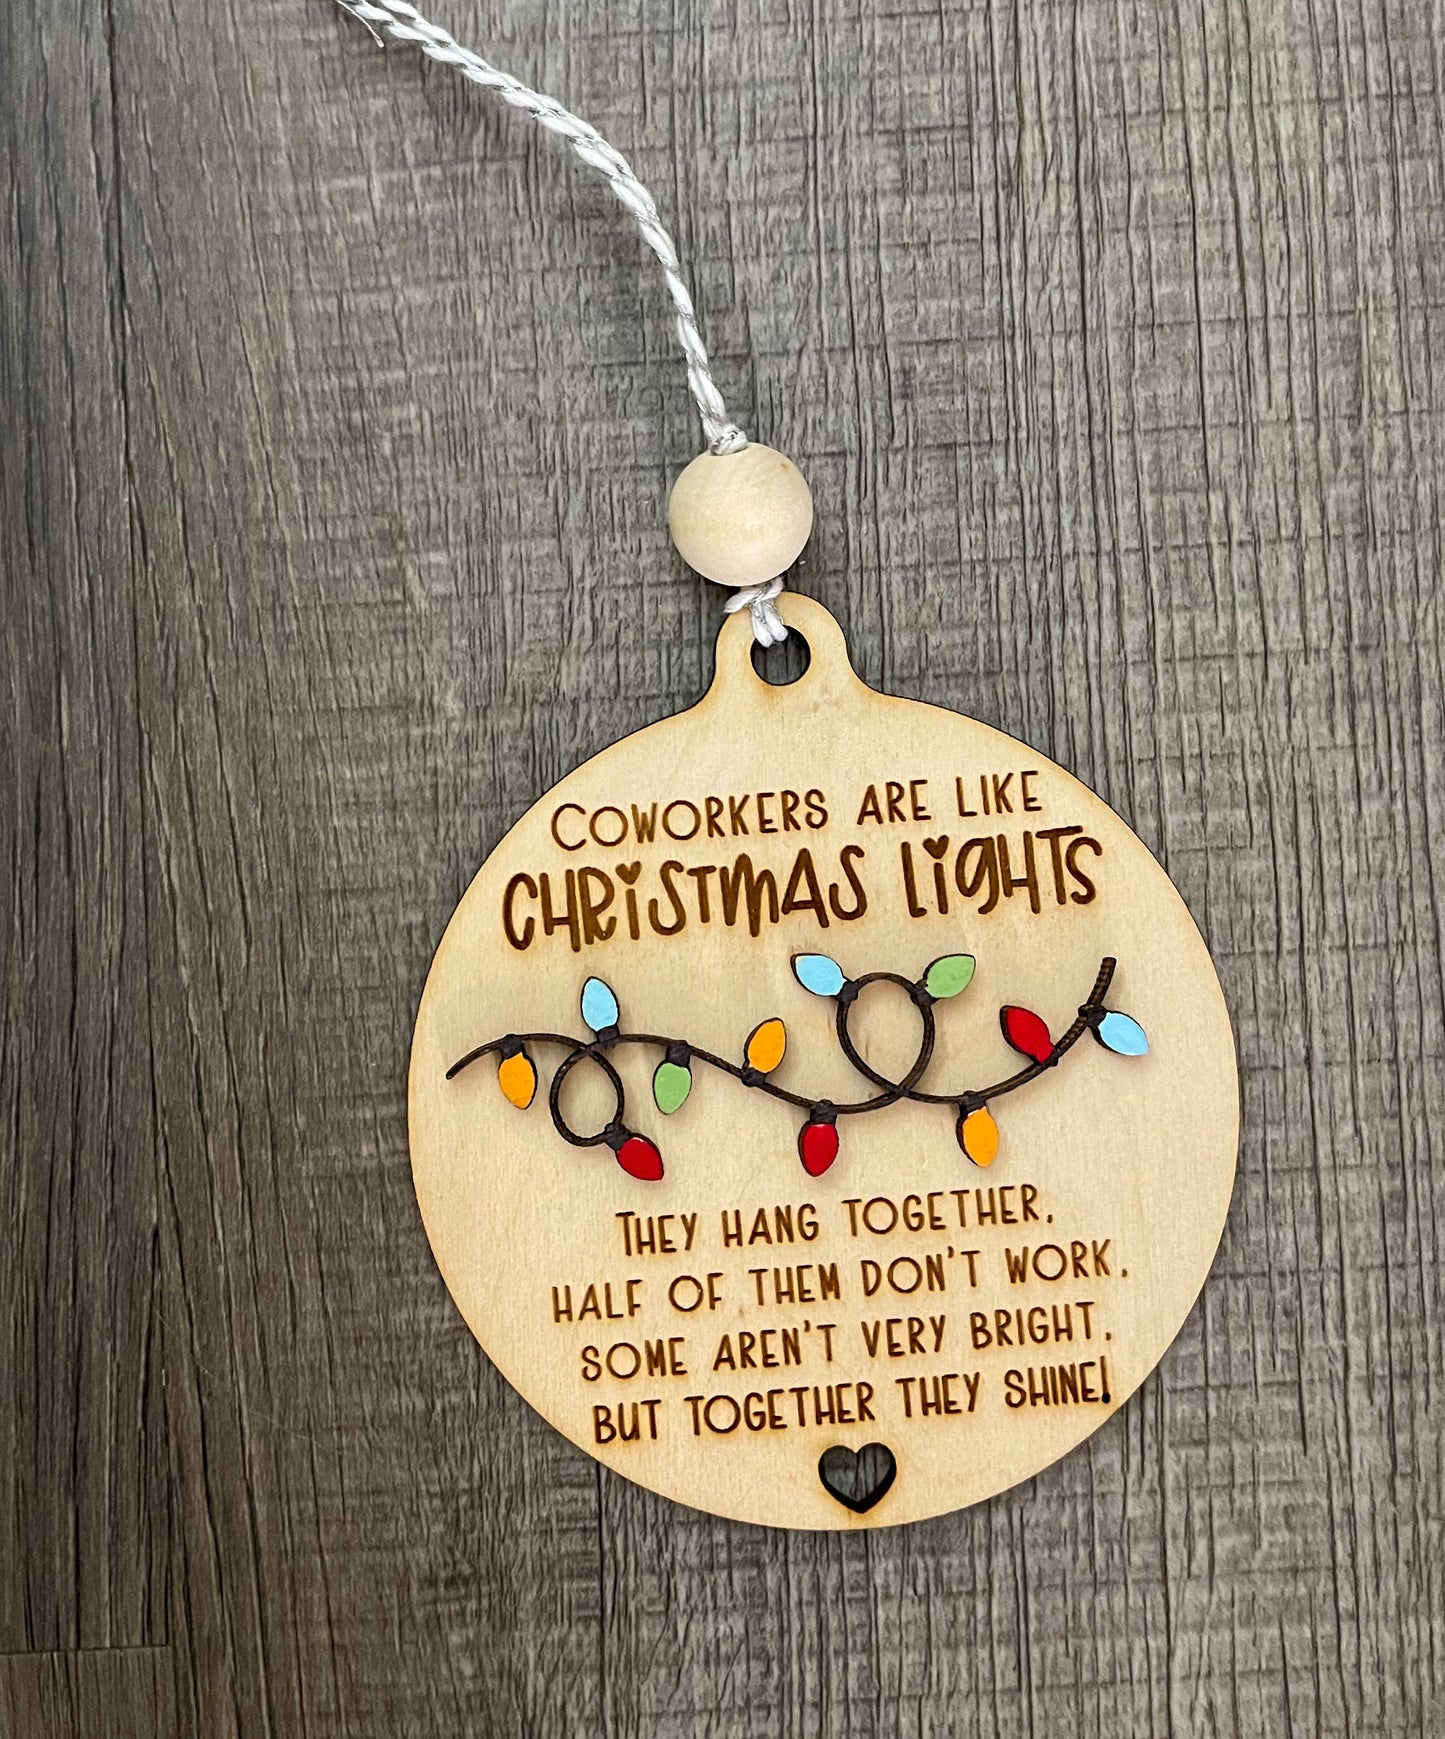 COWORKERS ARE LIKE
CHRISTMAS LIGHTS
THEY HANG TOGETHER,
HALF OF THEM DON'T WORK,
SOME AREN'T VERY BRIGHT,
BUT TOGETHER THEY SHINE!